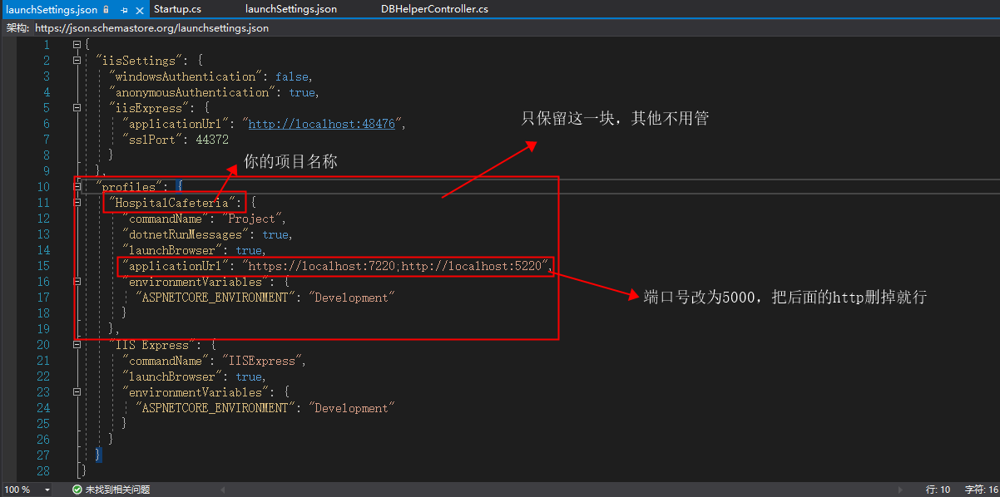 launchSettings.json Startup.cs launchSettings.json DBHelperController.cs
架构: https://json.schemastore.org/launchsettings.json
1 {
2 "iisSettings": {
3 "windowsAuthentication": false,
4 "anonymousAuthentication": true,
5 "iisExpress": {
6 "applicationUrl": "http://localhost:48476",
只保留这一块，其他不用管
7 "sslPort": 44372
8 }
你的项目名称
9 },
10 "profiles": {
11 "HospitalCafeteria": {
12 "commandName": "Project",
13 "dotnetRunMessages": true,
14 "launchBrowser": true,
15 "applicationUrl": "https://localhost:7220;http://localhost:5220",
16 "environmentVariables": {
17 "ASPNETCORE_ENVIRONMENT": "Development"
端口号改为5000，把后面的http删掉就行
18 }
19 },
20 "IIS Express": {
21 "commandName": "IISExpress",
22 "launchBrowser": true,
23 "environmentVariables": {
24 "ASPNETCORE_ENVIRONMENT": "Development"
25 }
26 }
27 }
28 }
100 % 未找到相关问题 行: 10 字符: 16